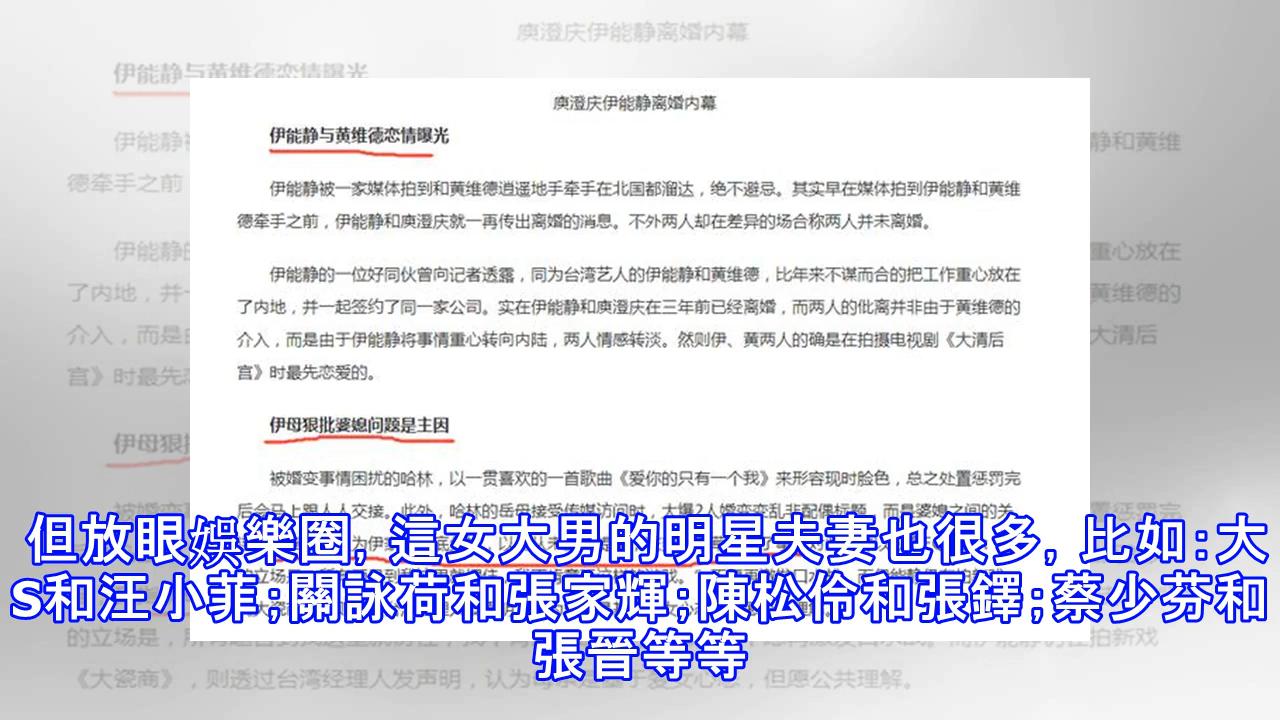 庾澄庆伊能静离婚内幕
伊能静与黄维德恋情曝光
伊能静被一家媒体拍到和黄维德逍遥地手牵手在北国都溜达，绝不避忌。其实早在媒体拍到伊能静和黄维
德牵手之前，伊能静和庾澄庆就一再传出离婚的消息。不外两人却在差异的场合称两人并未离婚。
伊能静的一位好同伙曾向记者透露，同为台湾艺人的伊能静和黄维德，比年来不谋而合的把工作重心放在
了内地，并一起签约了同一家公司。实在伊能静和庾澄庆在三年前已经离婚，而两人的仳离并非由于黄维德的
介入，而是由于伊能静将事情重心转向内陆，两人情感转淡。然则伊、黄两人的确是在拍摄电视剧《大清后
宫》时最先恋爱的。
伊母狠批婆媳问题是主因
被婚变事情困扰的哈林，以一贯喜欢的一首歌曲《爱你的只有一个我》来形容现时脸色，总之处置惩罚完
但放眼娛樂圈, 這女大男的明星夫妻也很多, 比如:大
S和汪小菲;關詠荷和張家輝;陳松伶和張鐸;蔡少芬和
張晉等等
《大瓷商》，则透过台湾经理人发声明，认为母亲是基于爱女心态，但愿公共理解。